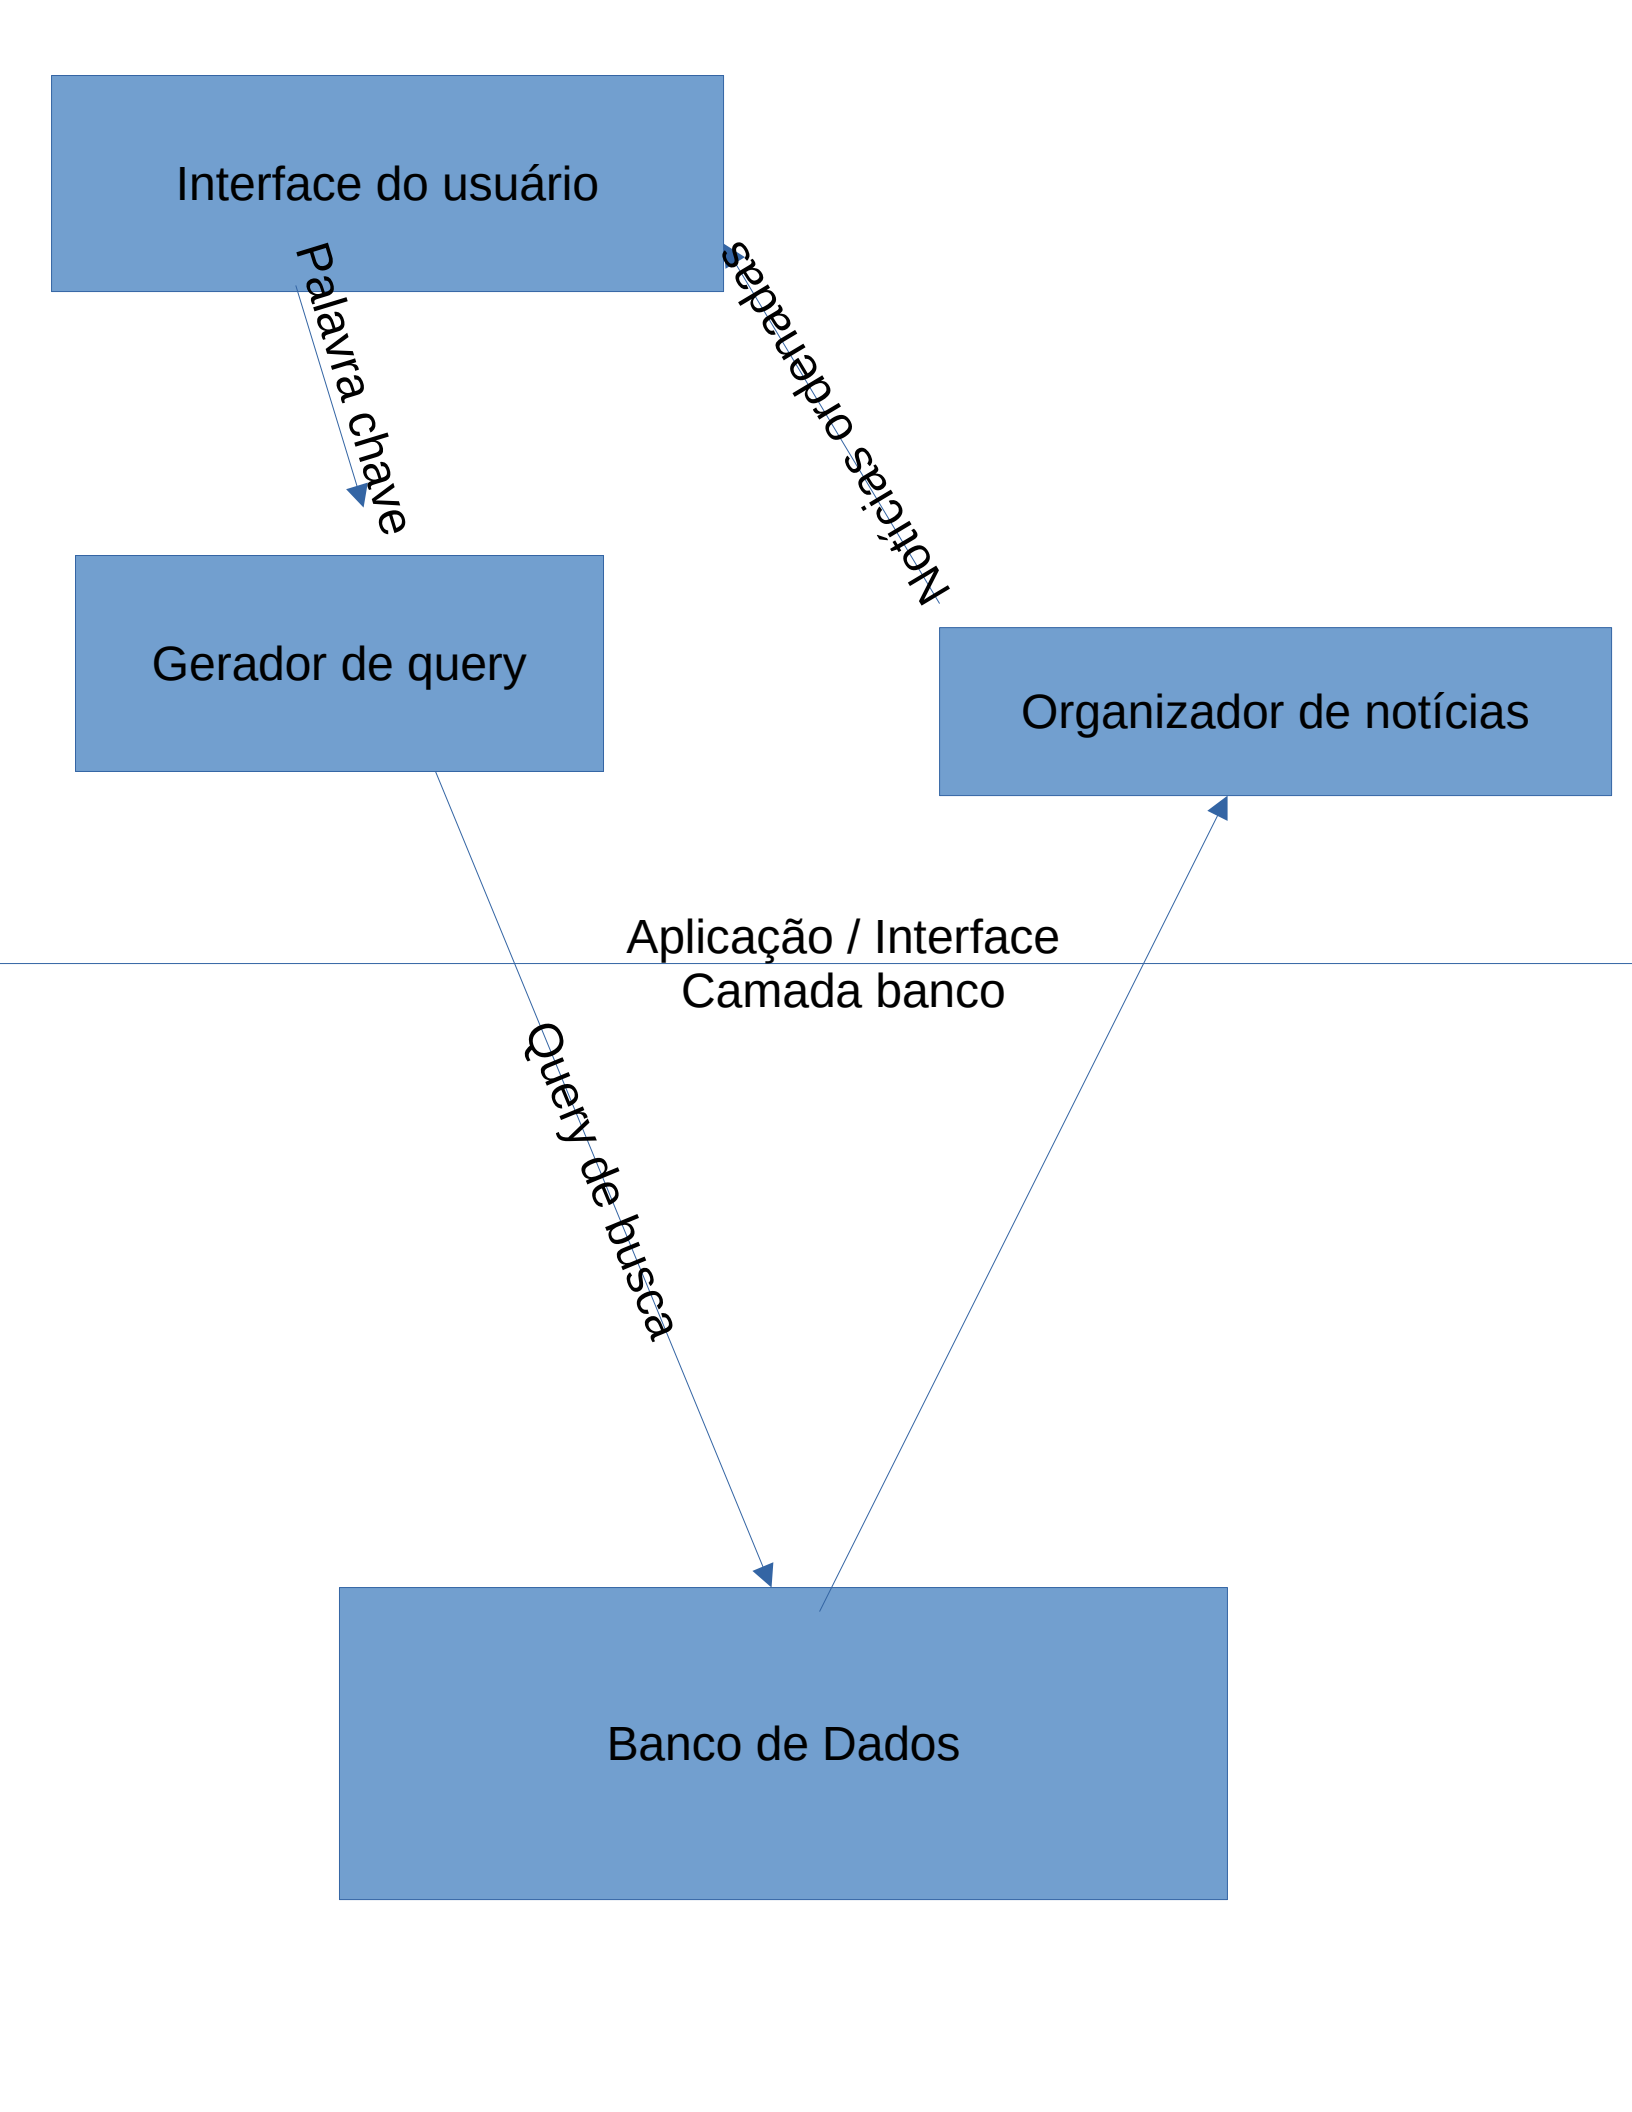 Interface do usuário
Palavra chave
Notícias ordenadas
Gerador de query
Organizador de notícias
Aplicação / Interface
Camada banco
Query de busca
Banco de Dados